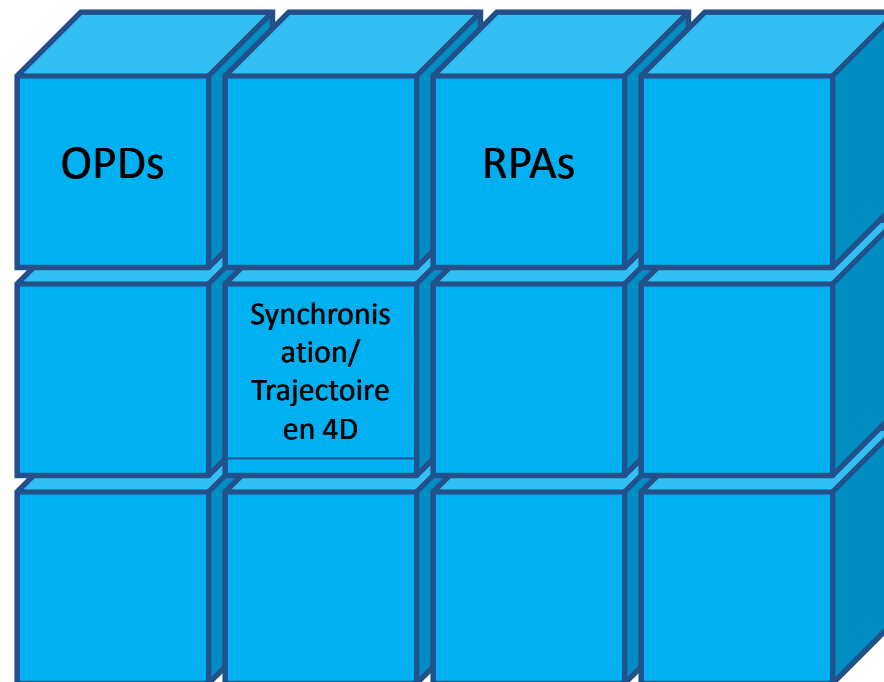 OPDs
RPAs
Synchronis
ation/
Trajectoire
en 4D